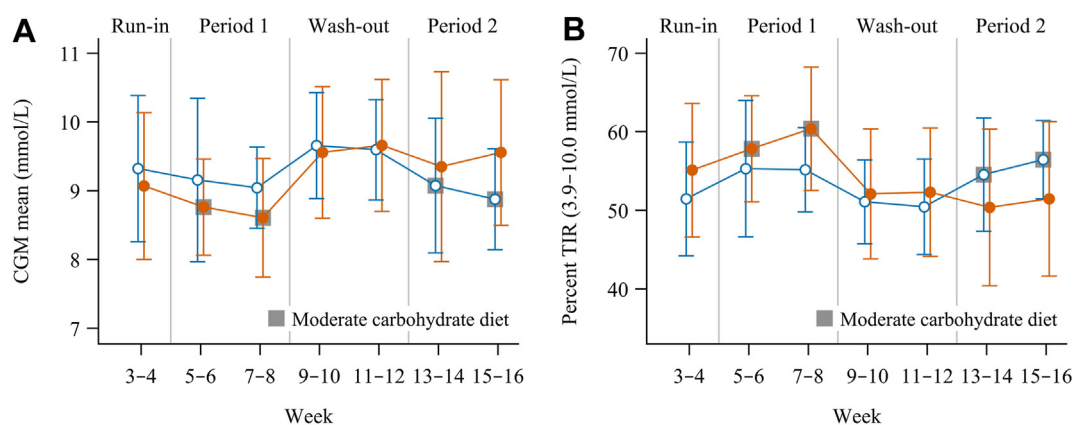 A
Run-in Period 1 Wash-out Period 2
CGM mean (mmol/L)
11
10
9
8
7
Moderate carbohydrate diet
3–4 5–6 7–8 9–10 11–12 13–14 15–16
Week
B
Run-in Period 1 Wash-out Period 2
Percent TIR (3.9–10.0 mmol/L)
70
60
50
40
Moderate carbohydrate diet
3–4 5–6 7–8 9–10 11–12 13–14 15–16
Week